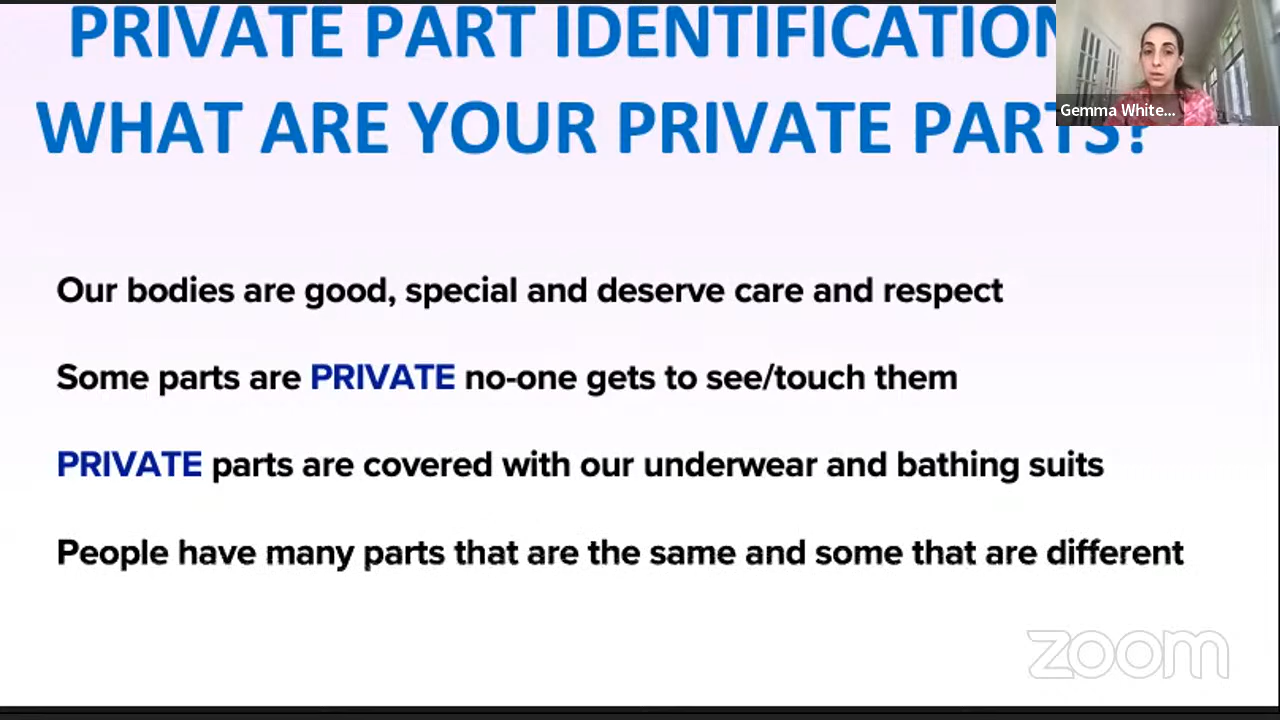 PRIVATE PART IDENTIFICATION
WHAT ARE YOUR PRIVATE PARTS?
Gemma White...
Our bodies are good, special and deserve care and respect
Some parts are PRIVATE no-one gets to see/touch them
PRIVATE parts are covered with our underwear and bathing suits
People have many parts that are the same and some that are different
zoom